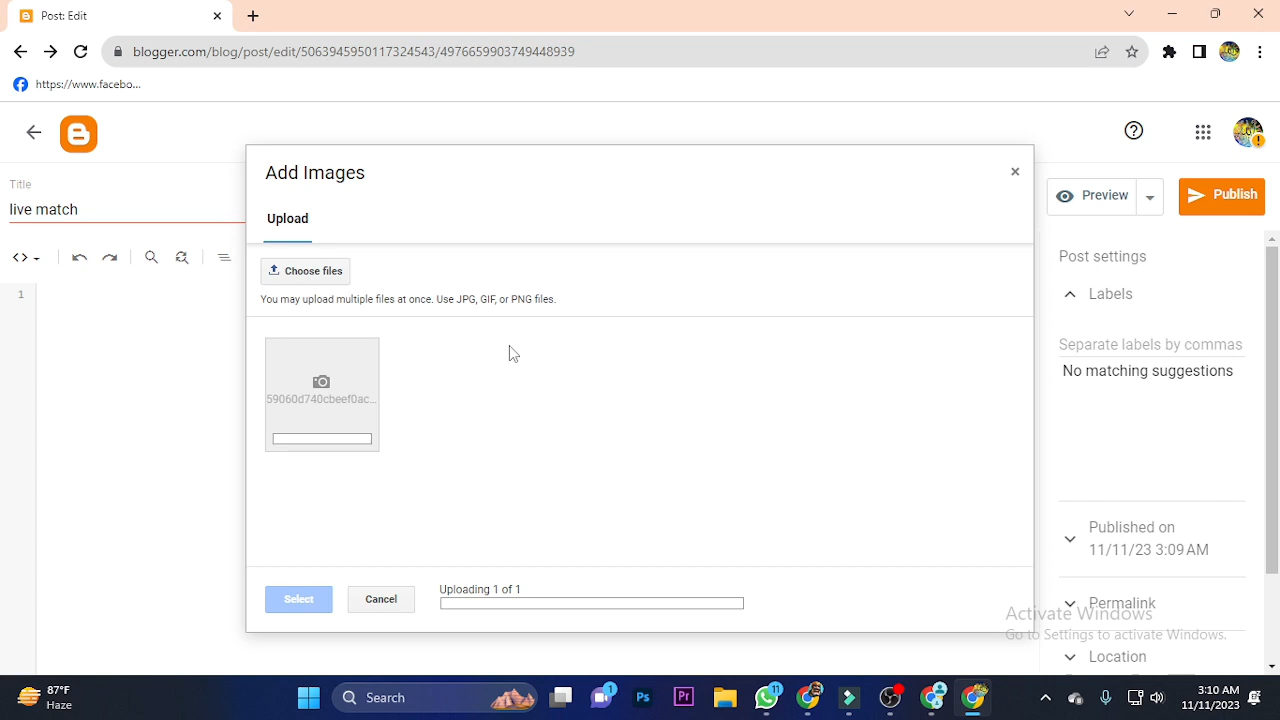 Post: Edit
blogger.com/blog/post/edit/5063945950117324543/4976659903749448939
https://www.facebo...
Add Images
Title
Upload
Preview
Publish
live match
Choose files
Post settings
1
You may upload multiple files at once. Use JPG, GIF, or PNG files.
Labels
Separate labels by commas
No matching suggestions
59060d740cbeef0ac...
Published on
11/11/23 3:09 AM
Select
Cancel
Uploading 1 of 1
Permalink
Activate Windows
Go to Settings to activate Windows.
Location
87°F
Haze
Search
1
Ps
Pr
11
3:10 AM
11/11/2023